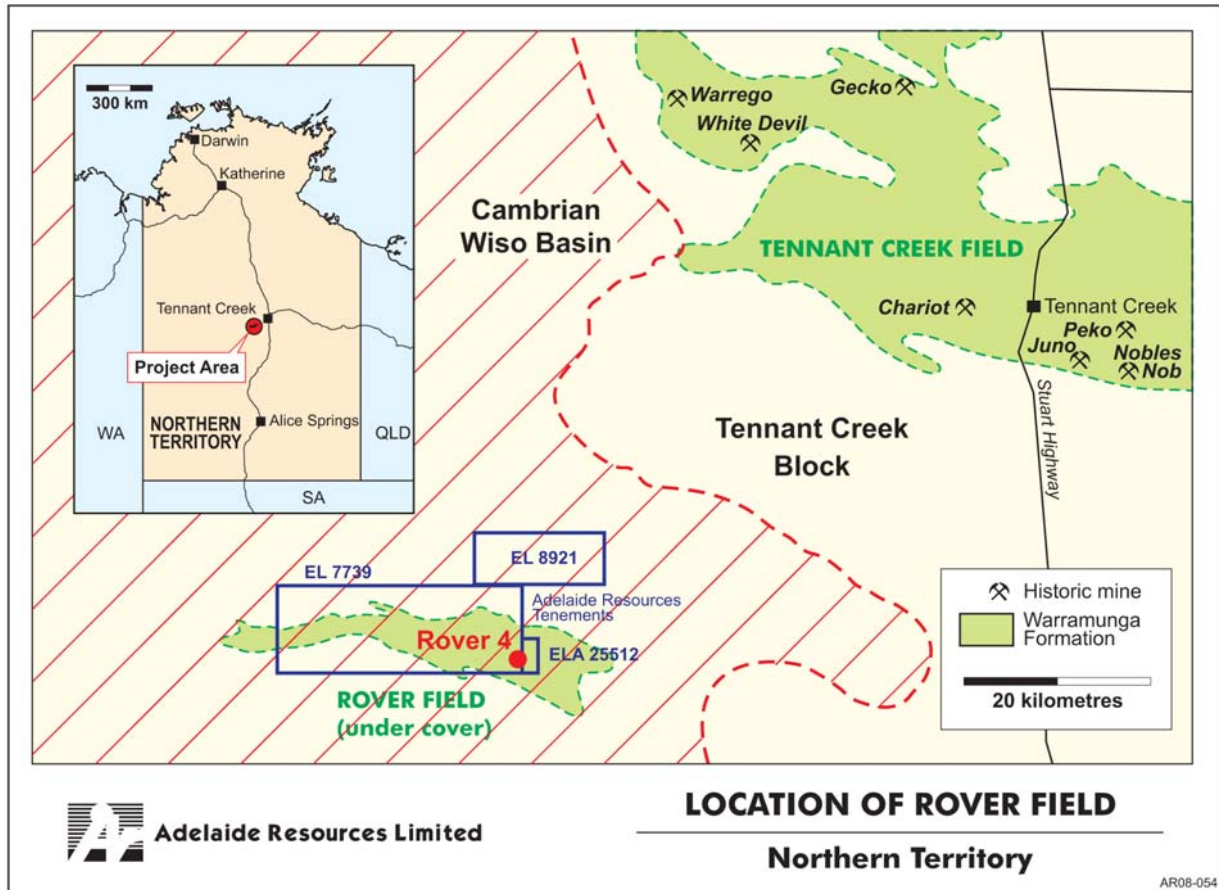 300 km
Darwin
Katherine
Tennant Creek
Project Area
Alice Springs
NORTHERN
TERRITORY
WA
QLD
SA
Warrego
Gecko
White Devil
Cambrian
Wiso Basin
TENNANT CREEK FIELD
Chariot
Tennant Creek
Peko
Juno
Nobles
Nob
Tennant Creek
Block
Stuart Highway
EL 8921
EL 7739
Adelaide Resources
Tenements
Rover 4
ELA 25512
ROVER FIELD
(under cover)
Historic mine
Warramunga
Formation
20 kilometres
Adelaide Resources Limited
LOCATION OF ROVER FIELD
Northern Territory
AR08-054